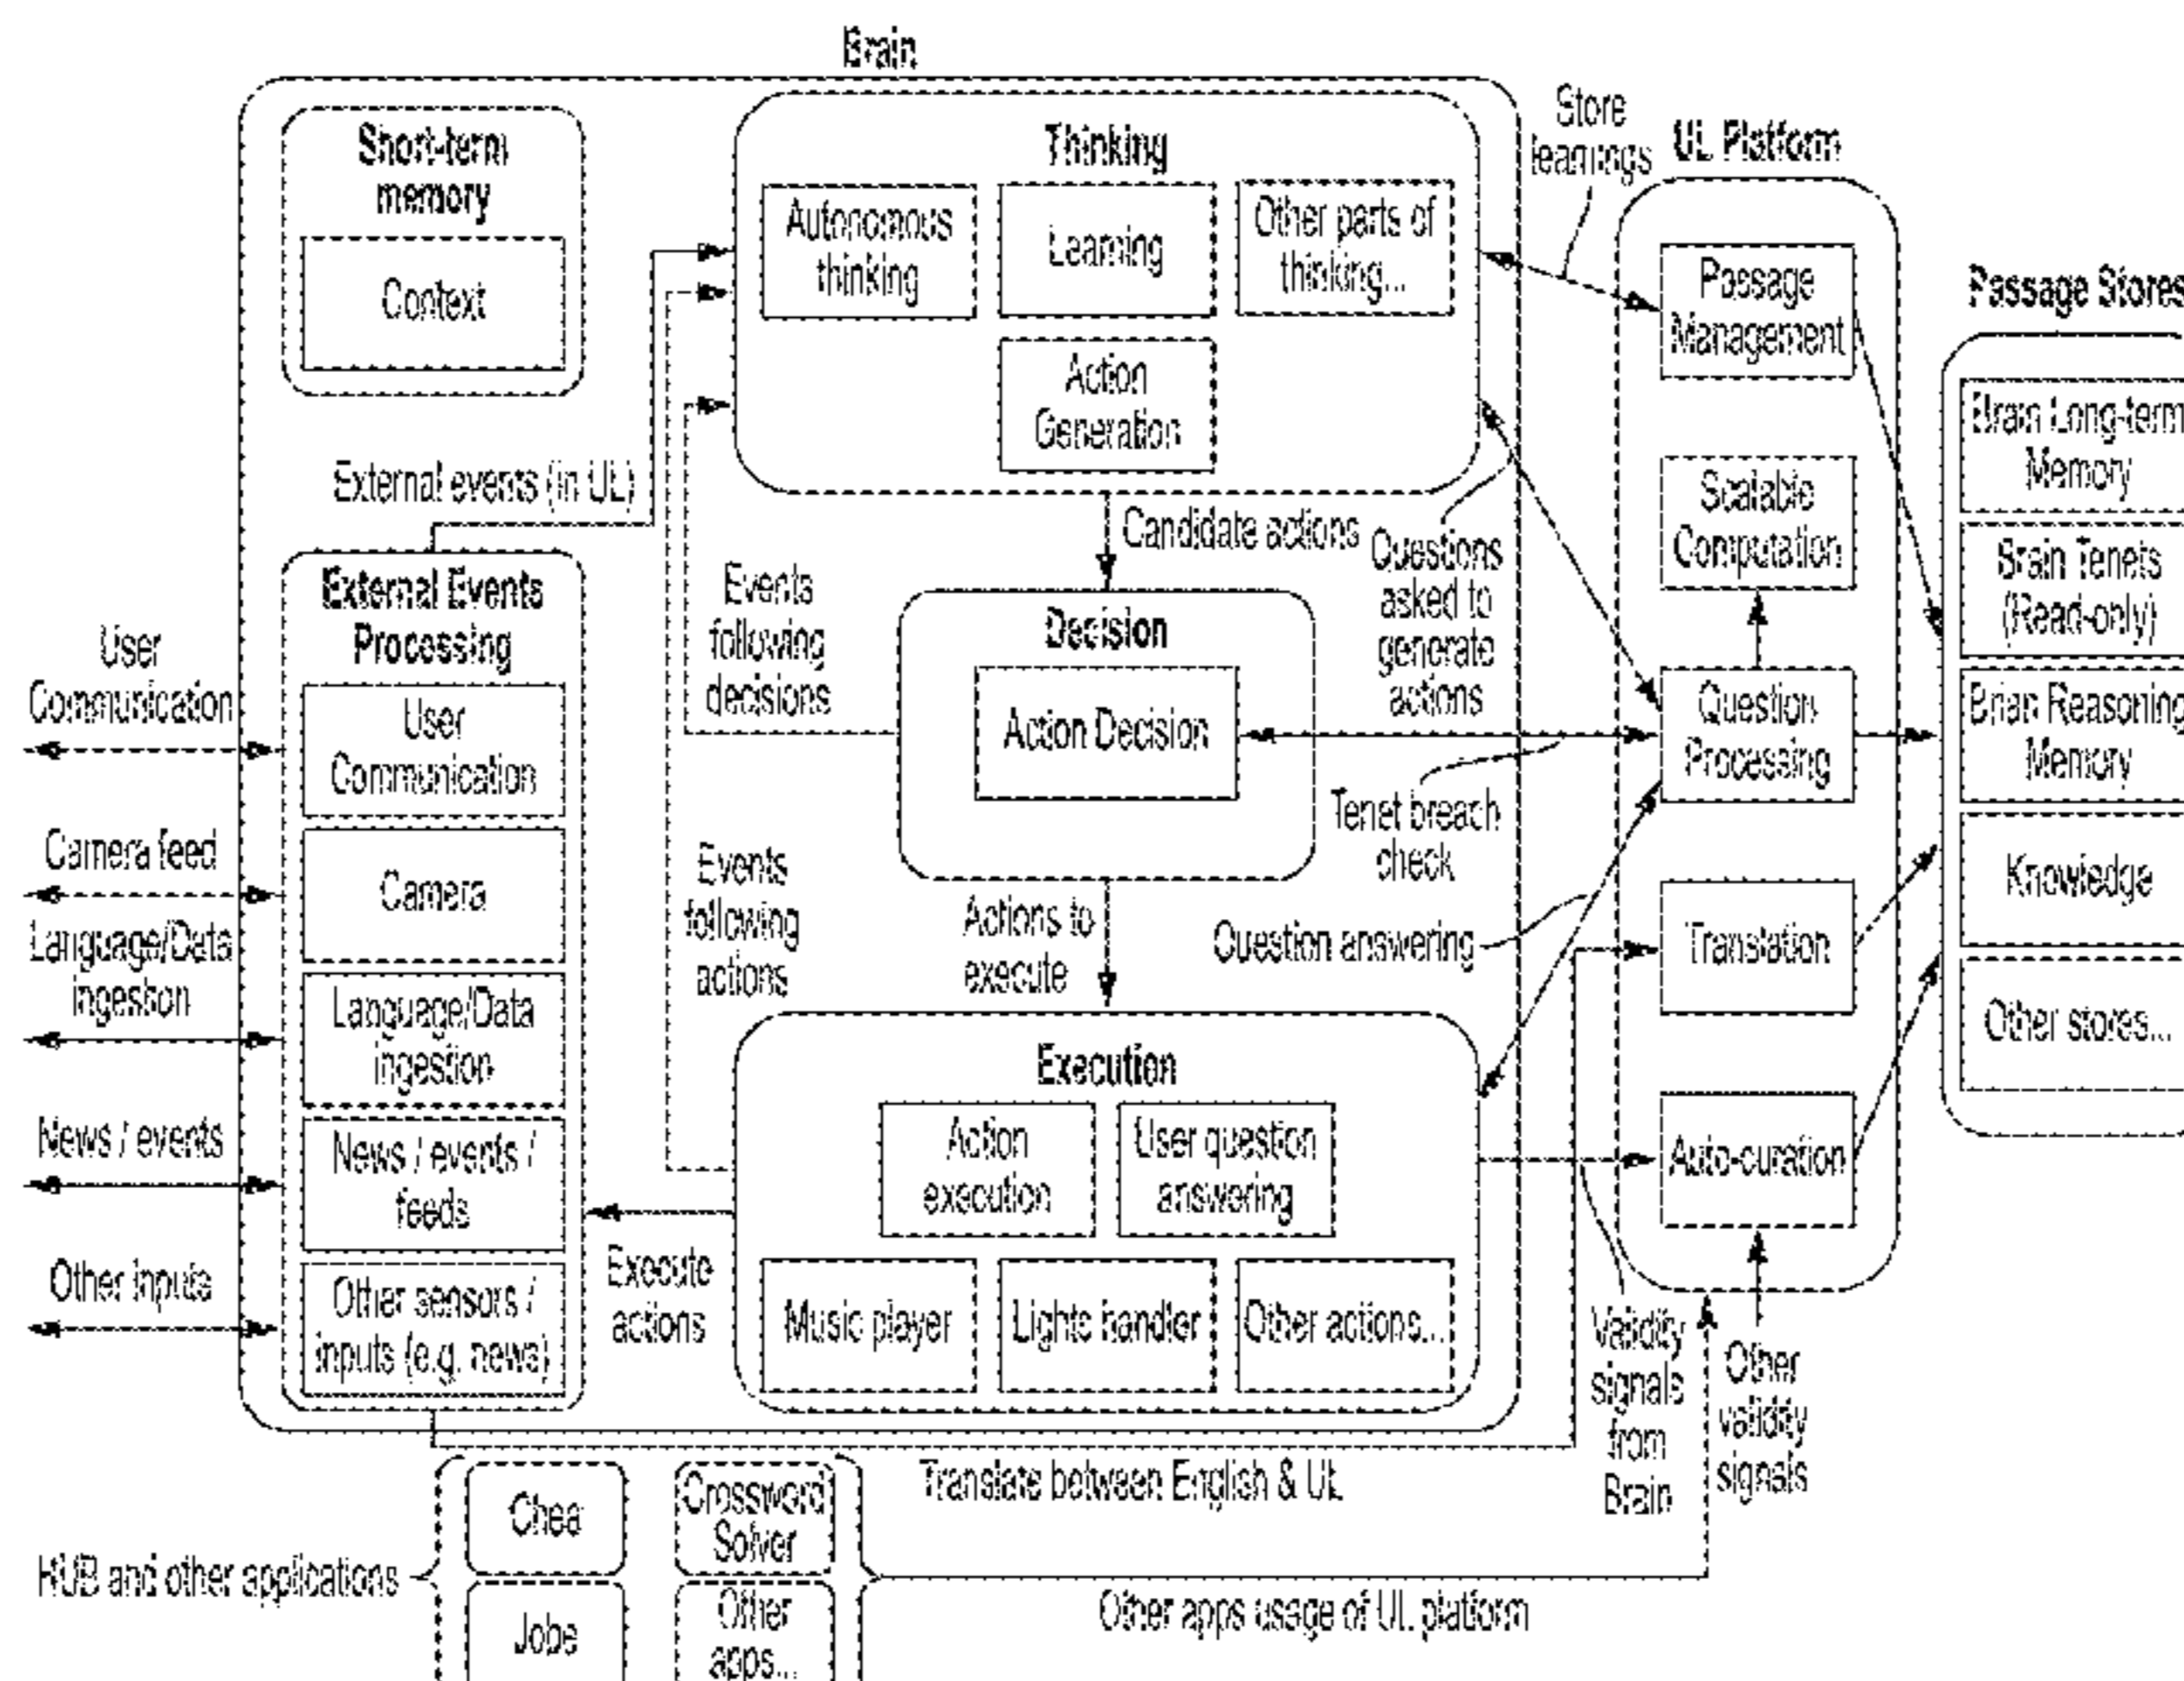 Brain
Short-term
memory
Context
Thinking
Autonomous
thinking
Learning
Other parts of
thinking...
Action
Generation
Store
learnings
UL Platform
Passage
Management
Scalable
Computation
Question
Processing
Translation
Auto-curation
Passage Stores
Brain Long-term
Memory
Brain Tenets
(Read-only)
Brian Reasoning
Memory
Knowledge
Other stores...
External events (in UL)
Candidate actions
Questions
asked to
generate
actions
Events
following
decisions
Decision
Action Decision
Tenet breach
check
Events
following
actions
Actions to
execute
Question answering
External Events
Processing
User
Communication
Camera
Language/Data
ingestion
News / events /
feeds
Other sensors /
inputs (e.g. news)
User
Communication
Camera feed
Language/Data
ingestion
News / events
Other inputs
Execution
Action
execution
User question
answering
Music player
Lights handler
Other actions...
Execute
actions
Validity
signals
from
Brain
Other
validity
signals
Translate between English & UL
HUB and other applications
Chea
Jobe
Crossword
Solver
Other
apps...
Other apps usage of UL platform